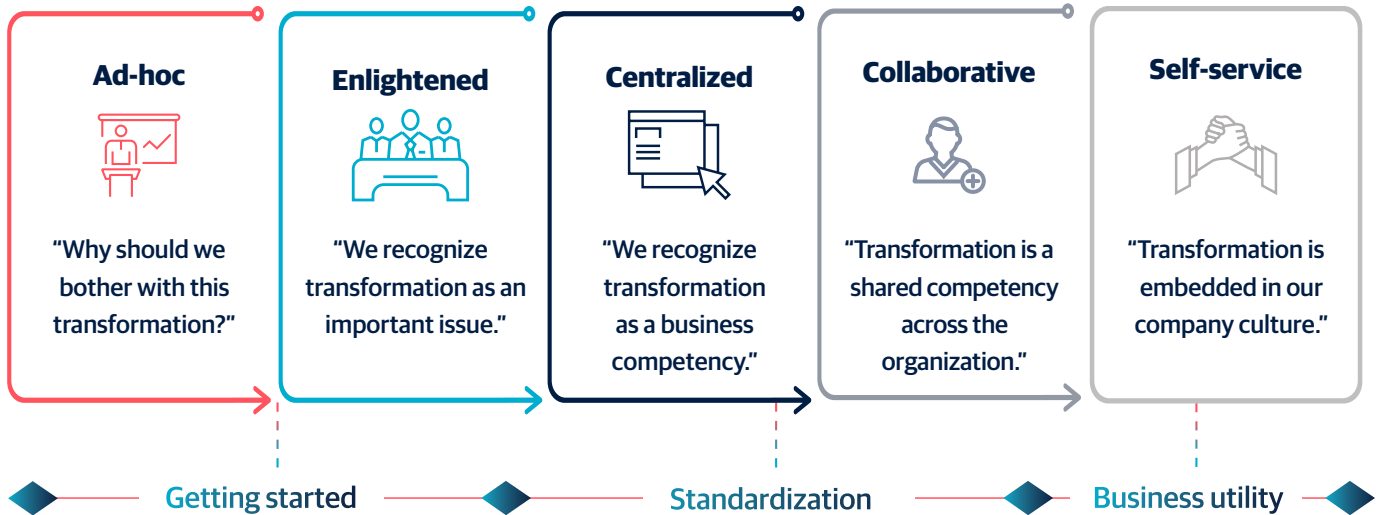 Ad-hoc
“Why should we
bother with this
transformation?”
Enlightened
“We recognize
transformation as an
important issue.”
Centralized
“We recognize
transformation
as a business
competency.”
Collaborative
“Transformation is a
shared competency
across the
organization.”
Self-service
“Transformation is
embedded in our
company culture.”
Getting started
Standardization
Business utility